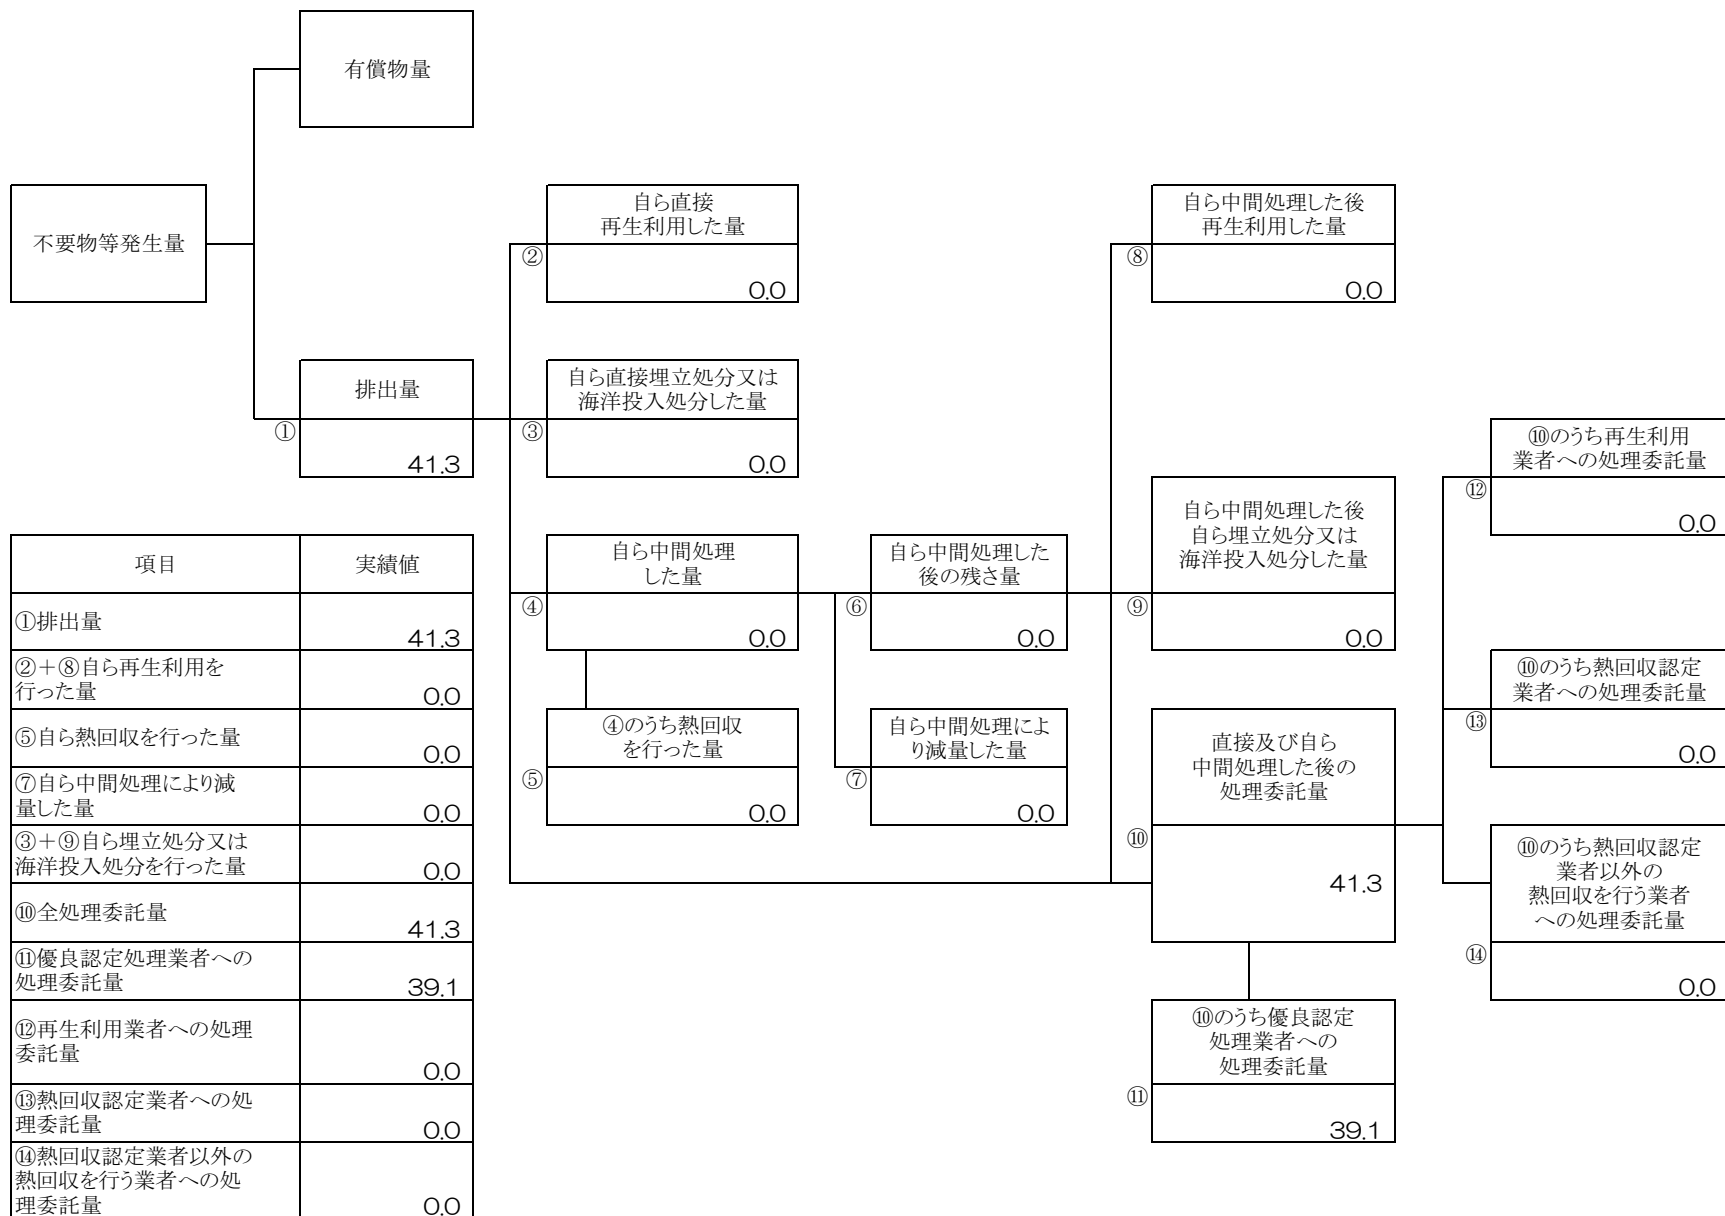 有償物量
不要物等発生量
自ら直接
再生利用した量
②
0.0
自ら中間処理した後
再生利用した量
⑧
0.0
排出量
①
41.3
自ら直接埋立処分又は
海洋投入処分した量
③
0.0
⑩のうち再生利用
業者への処理委託量
⑫
0.0
自ら中間処理
した量
④
0.0
自ら中間処理した
後の残さ量
⑥
0.0
自ら中間処理した後
自ら埋立処分又は
海洋投入処分した量
⑨
0.0
⑩のうち熱回収認定
業者への処理委託量
⑬
0.0
④のうち熱回収
を行った量
⑤
0.0
自ら中間処理によ
り減量した量
⑦
0.0
直接及び自ら
中間処理した後の
処理委託量
⑩
41.3
⑩のうち熱回収認定
業者以外の
熱回収を行う業者
への処理委託量
⑭
0.0
⑩のうち優良認定
処理業者への
処理委託量
⑪
39.1
項目 実績値
①排出量
41.3
②＋⑧自ら再生利用を
行った量
0.0
⑤自ら熱回収を行った量
0.0
⑦自ら中間処理により減
量した量
0.0
③＋⑨自ら埋立処分又は
海洋投入処分を行った量
0.0
⑩全処理委託量
41.3
⑪優良認定処理業者への
処理委託量
39.1
⑫再生利用業者への処理
委託量
0.0
⑬熱回収認定業者への処
理委託量
0.0
⑭熱回収認定業者以外の
熱回収を行う業者への処
理委託量
0.0